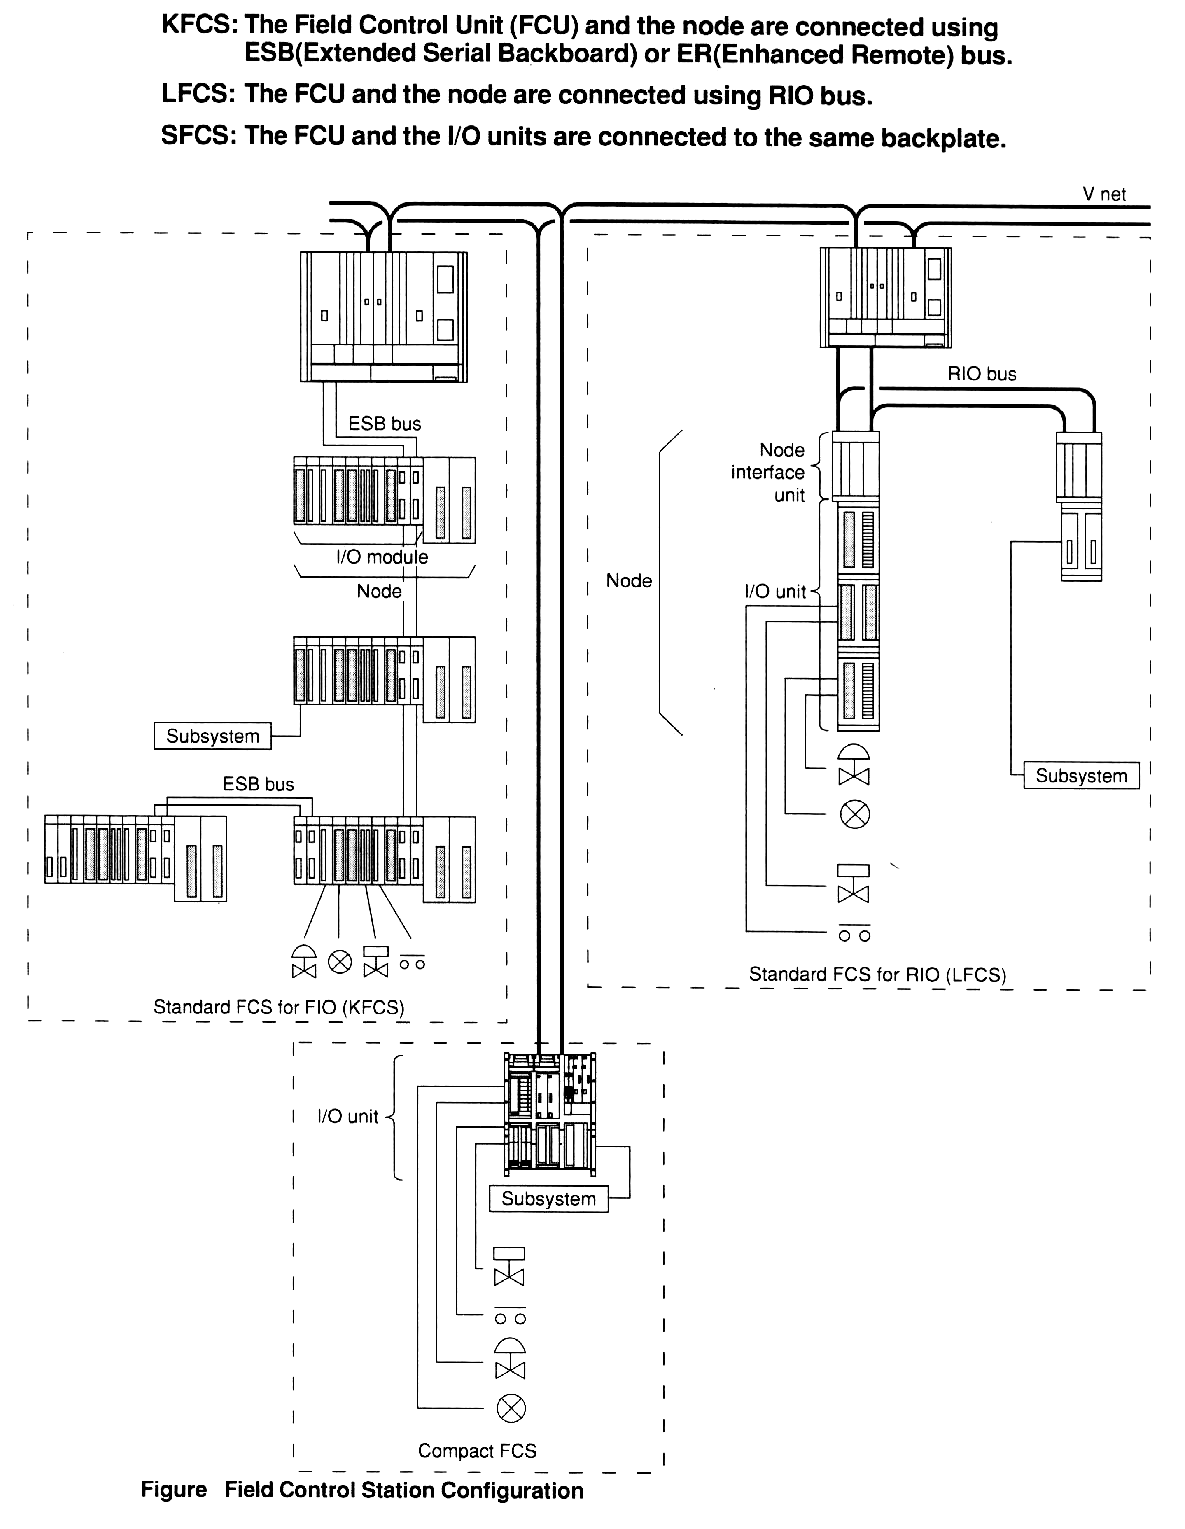 KFCS: The Field Control Unit (FCU) and the node are connected using
ESB(Extended Serial Backboard) or ER(Enhanced Remote) bus.
LFCS: The FCU and the node are connected using RIO bus.
SFCS: The FCU and the I/O units are connected to the same backplate.
V net
ESB bus
I/O module
Node
Subsystem
ESB bus
Standard FCS for FIO (KFCS)
RIO bus
Node
interface
unit
Node
I/O unit
Subsystem
Standard FCS for RIO (LFCS)
I/O unit
Subsystem
Compact FCS
Figure Field Control Station Configuration